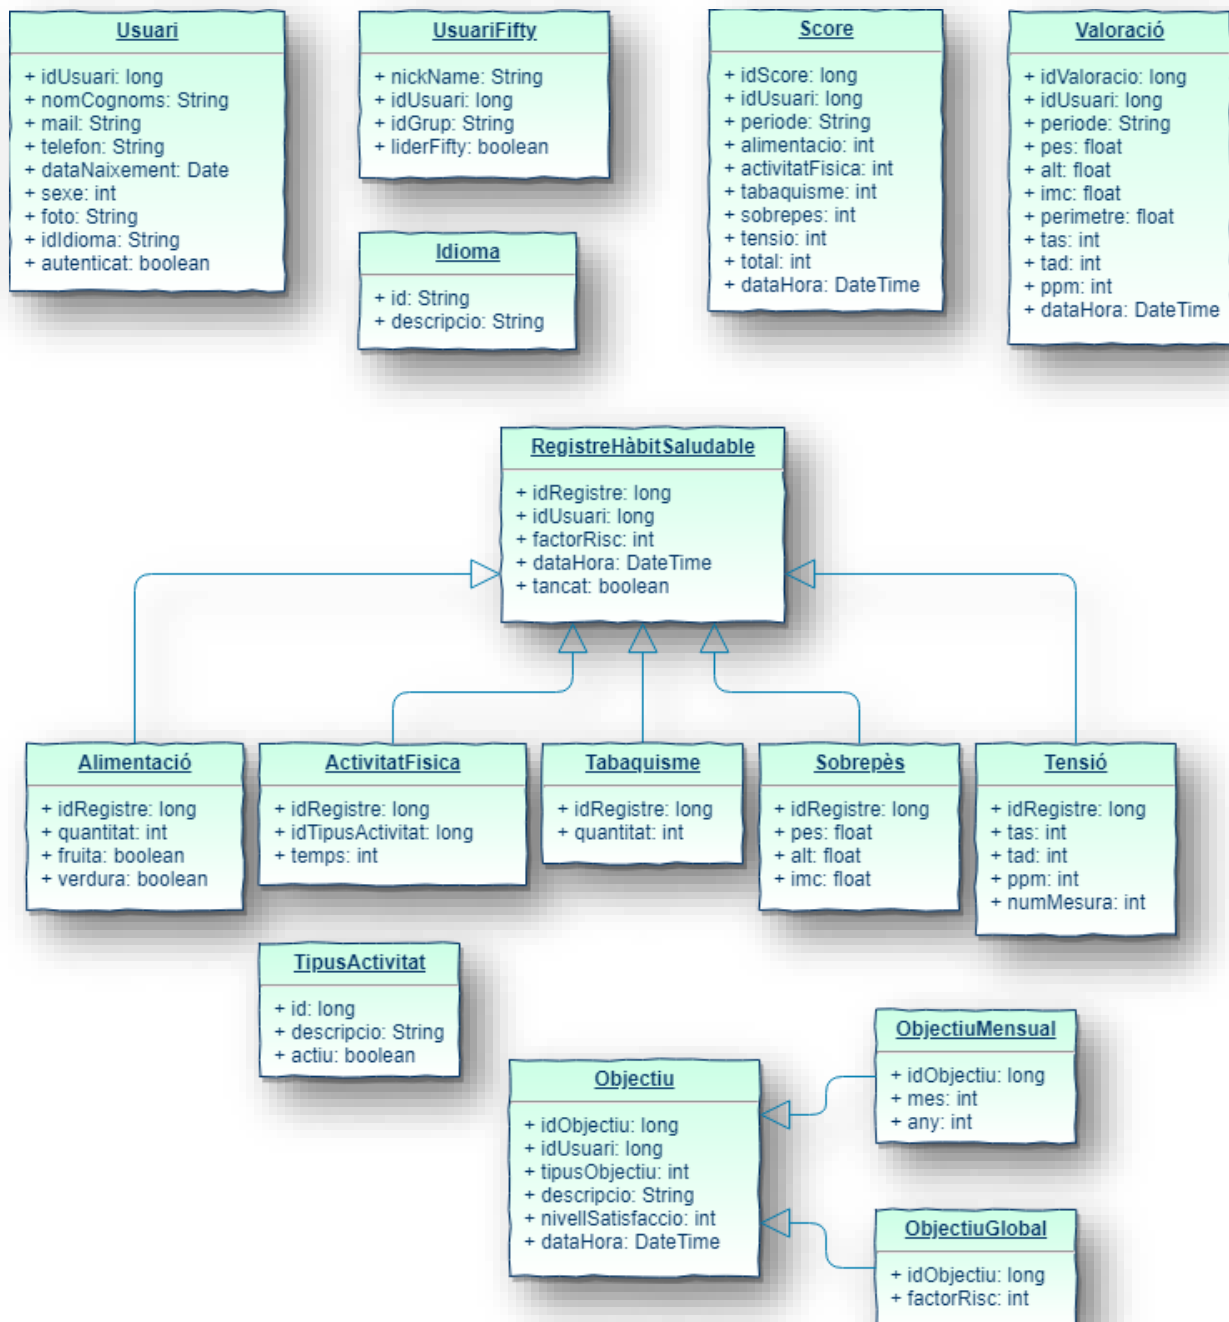 Usuari
+ idUsuari: long
+ nomCognoms: String
+ mail: String
+ telefon: String
+ dataNaixement: Date
+ sexe: int
+ foto: String
+ idIdioma: String
+ autenticat: boolean
UsuariFifty
+ nickName: String
+ idUsuari: long
+ idGrup: String
+ liderFifty: boolean
Idioma
+ id: String
+ descripcio: String
Score
+ idScore: long
+ idUsuari: long
+ periode: String
+ alimentacio: int
+ activitatFisica: int
+ tabaquisme: int
+ sobrepes: int
+ tensio: int
+ total: int
+ dataHora: DateTime
Valoració
+ idValoracio: long
+ idUsuari: long
+ periode: String
+ pes: float
+ alt: float
+ imc: float
+ perimetre: float
+ tas: int
+ tad: int
+ ppm: int
+ dataHora: DateTime
RegistreHàbitSaludable
+ idRegistre: long
+ idUsuari: long
+ factorRisc: int
+ dataHora: DateTime
+ tancat: boolean
Alimentació
+ idRegistre: long
+ quantitat: int
+ fruita: boolean
+ verdura: boolean
ActivitatFisica
+ idRegistre: long
+ idTipusActivitat: long
+ temps: int
Tabaquisme
+ idRegistre: long
+ quantitat: int
Sobrepès
+ idRegistre: long
+ pes: float
+ alt: float
+ imc: float
Tensió
+ idRegistre: long
+ tas: int
+ tad: int
+ ppm: int
+ numMesura: int
TipusActivitat
+ id: long
+ descripcio: String
+ actiu: boolean
Objectiu
+ idObjectiu: long
+ idUsuari: long
+ tipusObjectiu: int
+ descripcio: String
+ nivellSatisfaccio: int
+ dataHora: DateTime
ObjectiuMensual
+ idObjectiu: long
+ mes: int
+ any: int
ObjectiuGlobal
+ idObjectiu: long
+ factorRisc: int